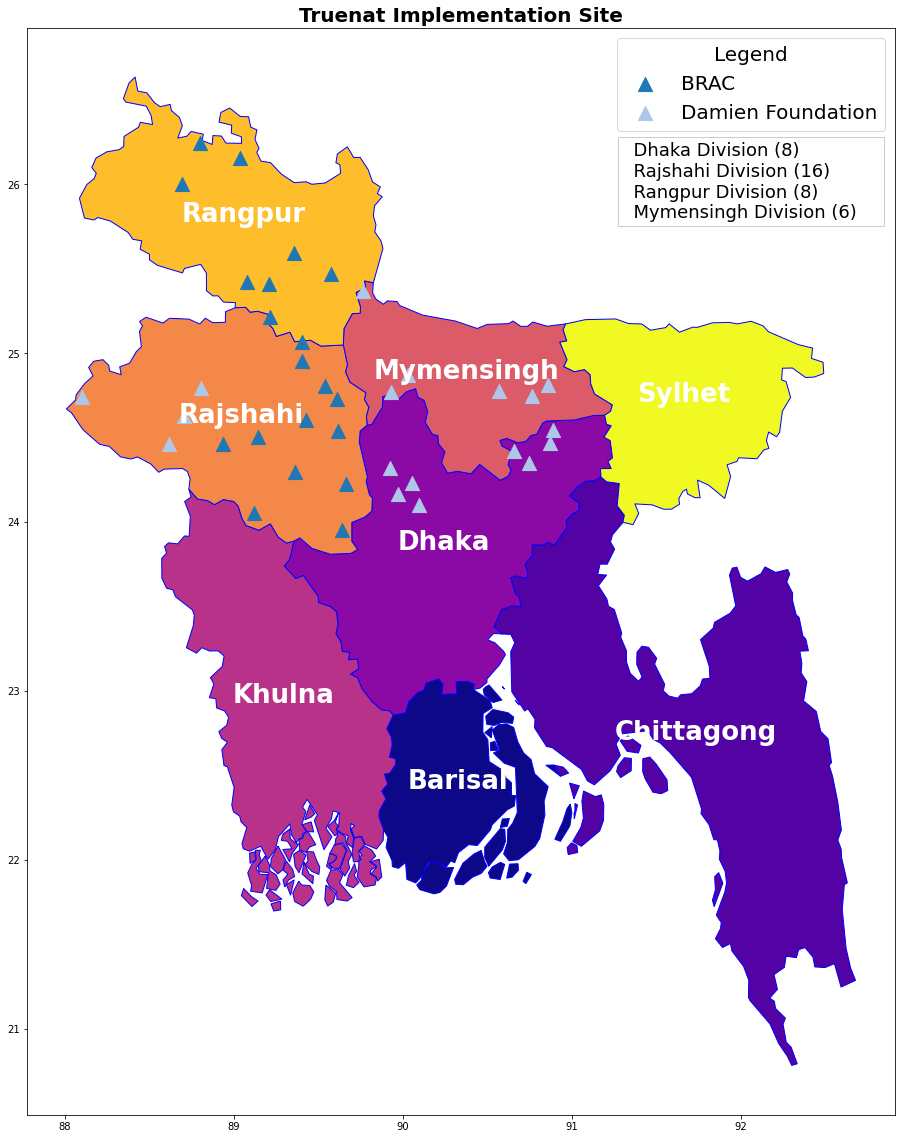 Truenat Implementation Site
Legend
BRAC
Damien Foundation
Dhaka Division (8)
Rajshahi Division (16)
Rangpur Division (8)
Mymensingh Division (6)
26
Rangpur
25
Mymensingh
Sylhet
Rajshahi
24
Dhaka
23
Khulna
Chittagong
Barisal
22
21
88
89
90
91
92